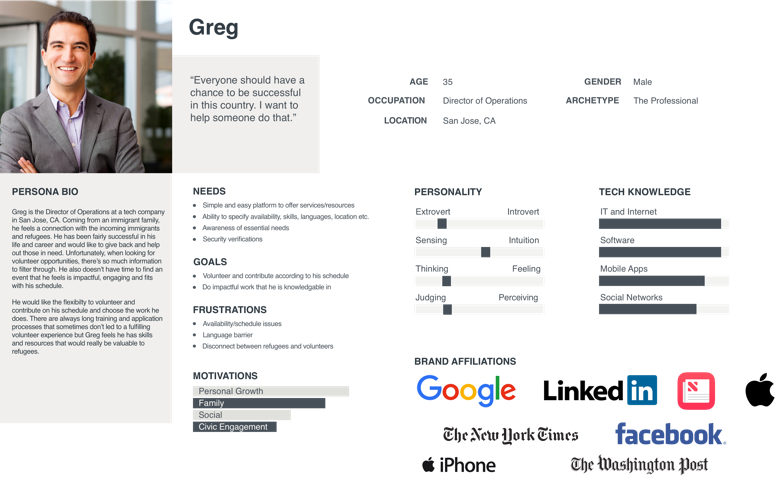 Greg
“Everyone should have a
chance to be successful
in this country. I want to
help someone do that.”
AGE 35
OCCUPATION Director of Operations
LOCATION San Jose, CA
GENDER Male
ARCHETYPE The Professional
PERSONA BIO
Greg is the Director of Operations at a tech company
in San Jose, CA. Coming from an immigrant family,
he feels a connection with the incoming immigrants
and refugees. He has been fairly successful in his
life and career and would like to give back and help
out those in need. Unfortunately, when looking for
volunteer opportunities, there's so much information
to filter through. He also doesn't have time to find an
event that he feels is impactful, engaging and fits
with his schedule.
He would like the flexibility to volunteer and
contribute on his schedule and choose the work he
does. There are always long training and application
processes that sometimes don't led to a fulfilling
volunteer experience but Greg feels he has skills
and resources that would really be valuable to
refugees.
NEEDS
• Simple and easy platform to offer services/resources
• Ability to specify availability, skills, languages, location etc.
• Awareness of essential needs
• Security verifications
GOALS
• Volunteer and contribute according to his schedule
• Do impactful work that he is knowledgable in
FRUSTRATIONS
• Availability/schedule issues
• Language barrier
• Disconnect between refugees and volunteers
MOTIVATIONS
Personal Growth
Family
Social
Civic Engagement
PERSONALITY
Extrovert Introvert
Sensing Intuition
Thinking Feeling
Judging Perceiving
TECH KNOWLEDGE
IT and Internet
Software
Mobile Apps
Social Networks
BRAND AFFILIATIONS
Google
LinkedIn
The New York Times
facebook
iPhone
The Washington Post